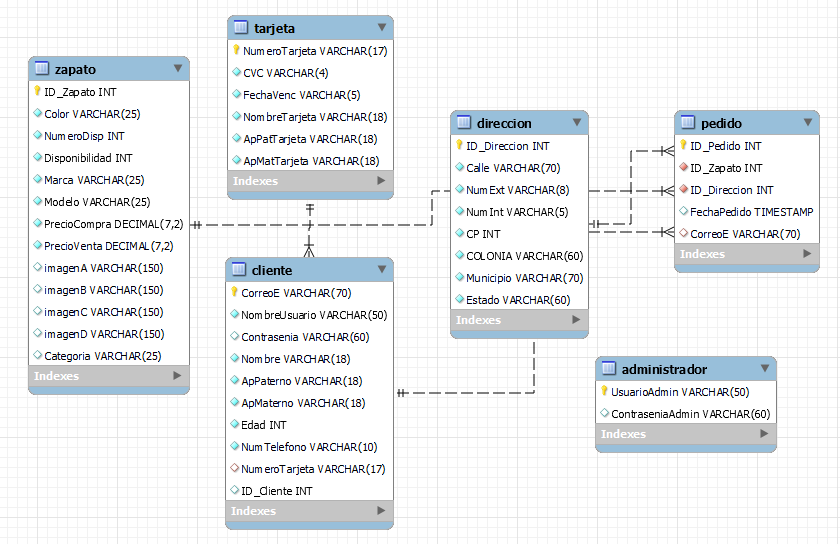 tarjeta
NumeroTarjeta VARCHAR(17)
CVC VARCHAR(4)
FechaVenc VARCHAR(5)
NombreTarjeta VARCHAR(18)
ApPatTarjeta VARCHAR(18)
ApMatTarjeta VARCHAR(18)
Indexes
zapato
ID_Zapato INT
Color VARCHAR(25)
NumeroDisp INT
Disponibilidad INT
Marca VARCHAR(25)
Modelo VARCHAR(25)
PrecioCompra DECIMAL(7,2)
PrecioVenta DECIMAL(7,2)
imagenA VARCHAR(150)
imagenB VARCHAR(150)
imagenC VARCHAR(150)
imagenD VARCHAR(150)
Categoria VARCHAR(25)
Indexes
direccion
ID_Direccion INT
Calle VARCHAR(70)
NumExt VARCHAR(8)
NumInt VARCHAR(5)
CP INT
COLONIA VARCHAR(60)
Municipio VARCHAR(70)
Estado VARCHAR(60)
Indexes
pedido
ID_Pedido INT
ID_Zapato INT
ID_Direccion INT
FechaPedido TIMESTAMP
CorreoE VARCHAR(70)
Indexes
cliente
CorreoE VARCHAR(70)
NombreUsuario VARCHAR(50)
Contrasenia VARCHAR(60)
Nombre VARCHAR(18)
ApPaterno VARCHAR(18)
ApMaterno VARCHAR(18)
Edad INT
NumTelefono VARCHAR(10)
NumeroTarjeta VARCHAR(17)
ID_Cliente INT
Indexes
administrador
UsuarioAdmin VARCHAR(50)
ContraseniaAdmin VARCHAR(60)
Indexes